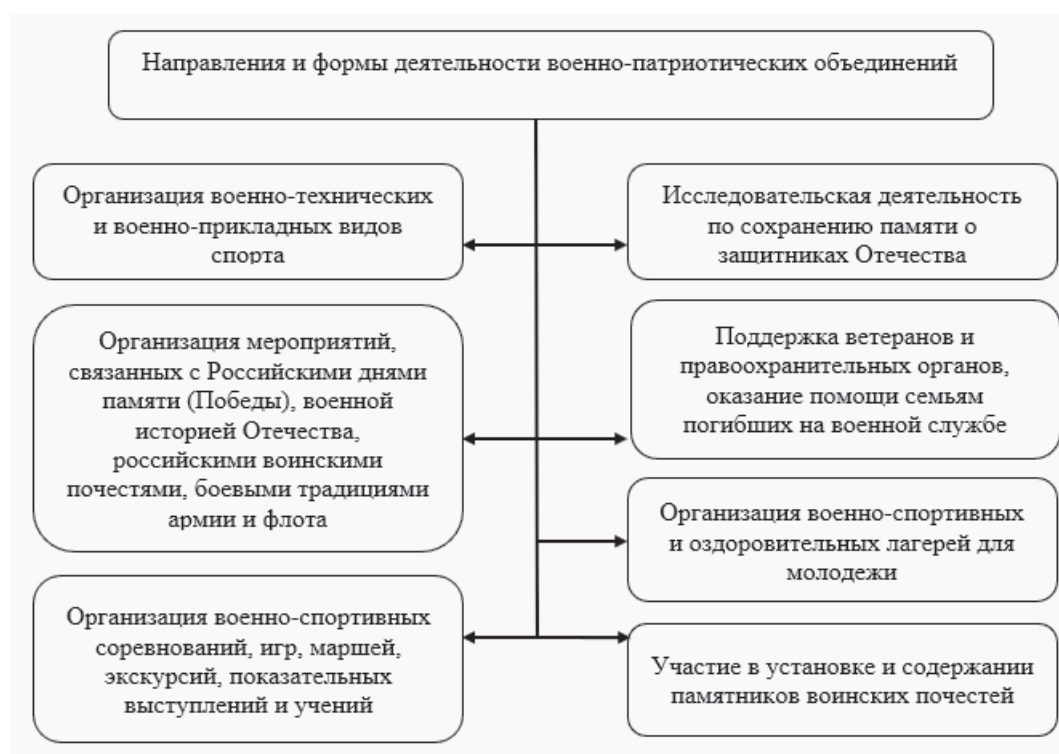 Направления и формы деятельности военно-патриотических объединений
Организация военно-технических
и военно-прикладных видов
спорта
Исследовательская деятельность
по сохранению памяти о
защитниках Отечества
Организация мероприятий,
связанных с Российскими днями
памяти (Победы), военной
историей Отечества,
российскими воинскими
почестями, боевыми традициями
армии и флота
Поддержка ветеранов и
правоохранительных органов,
оказание помощи семьям
погибших на военной службе
Организация военно-спортивных
и оздоровительных лагерей для
молодежи
Организация военно-спортивных
соревнований, игр, маршей,
экскурсий, показательных
выступлений и учений
Участие в установке и содержании
памятников воинских почестей